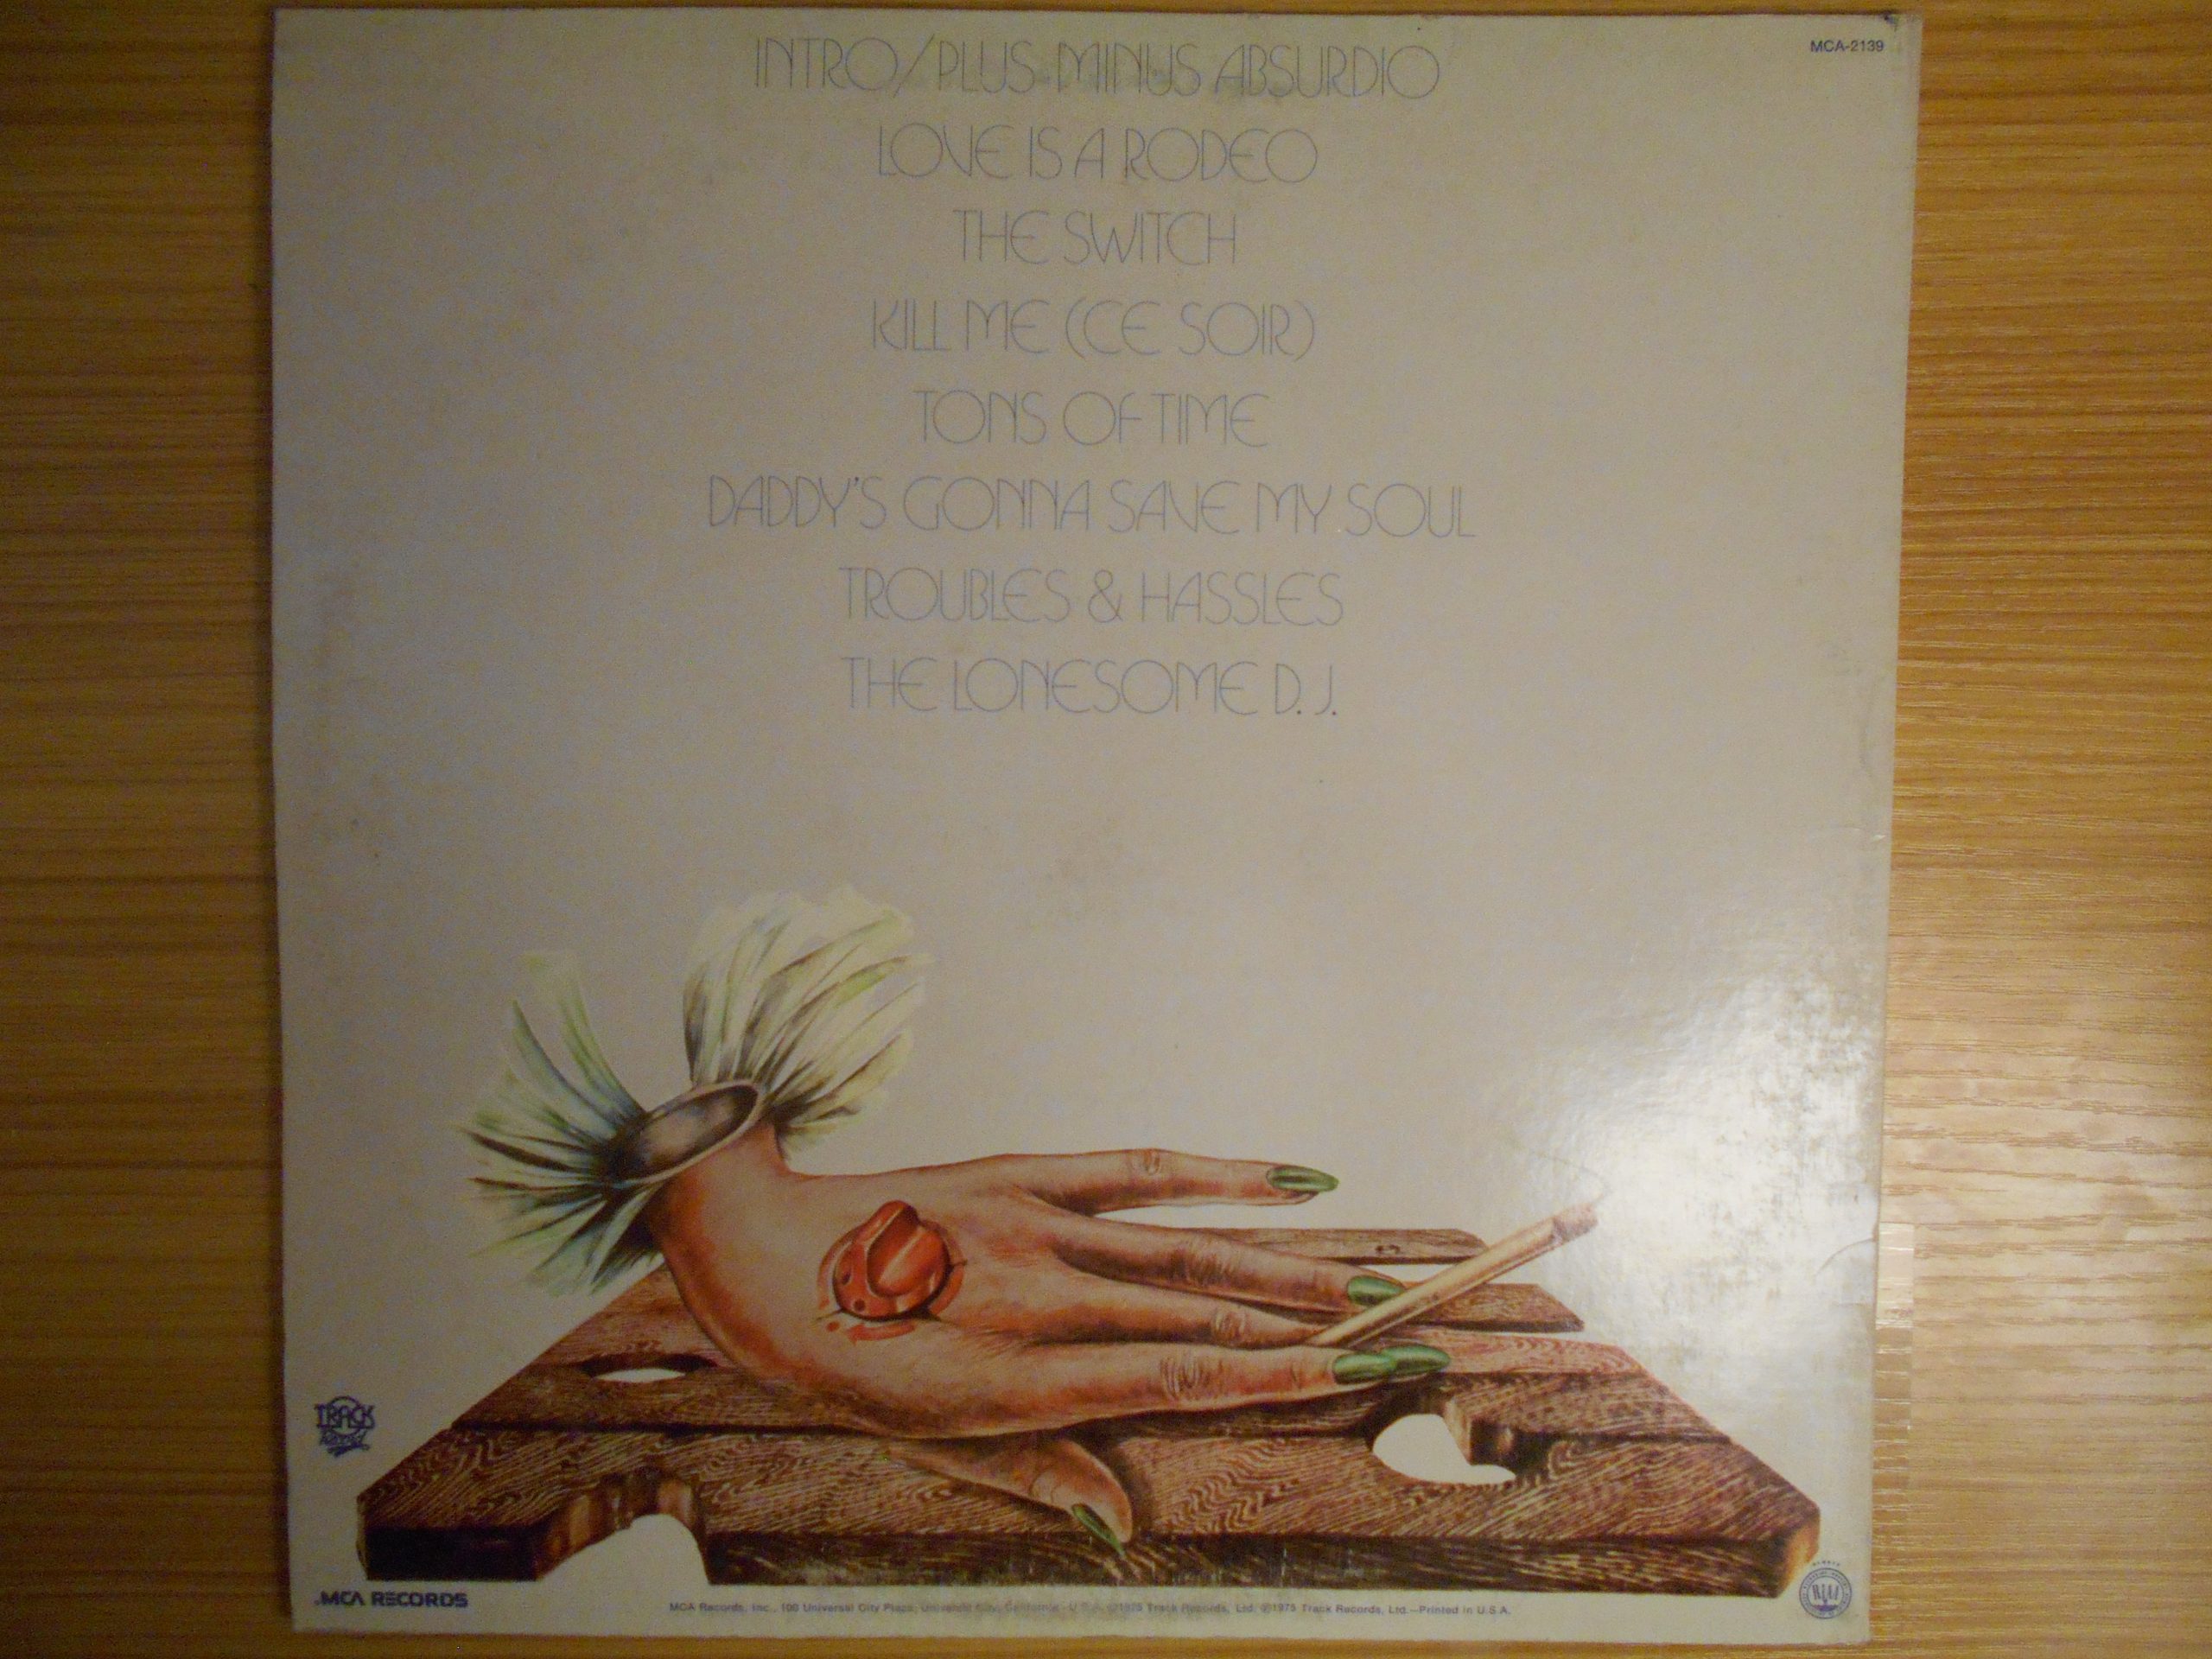 MCA-2139
INTRO/PLUS MINUS ABSURDIO
LOVE IS A RODEO
THE SWITCH
KILL ME (CE SOIR)
TONS OF TIME
DADDY'S GONNA SAVE MY SOUL
TROUBLES & HASSLES
THE LONESOME D.J.
TRACK
Record
MCA RECORDS
MCA Records, Inc., 100 Universal City Plaza, Universal City, California - U.S.A. ©1975 Track Records, Ltd. ℗1975 Track Records, Ltd.—Printed in U.S.A.
RIAA